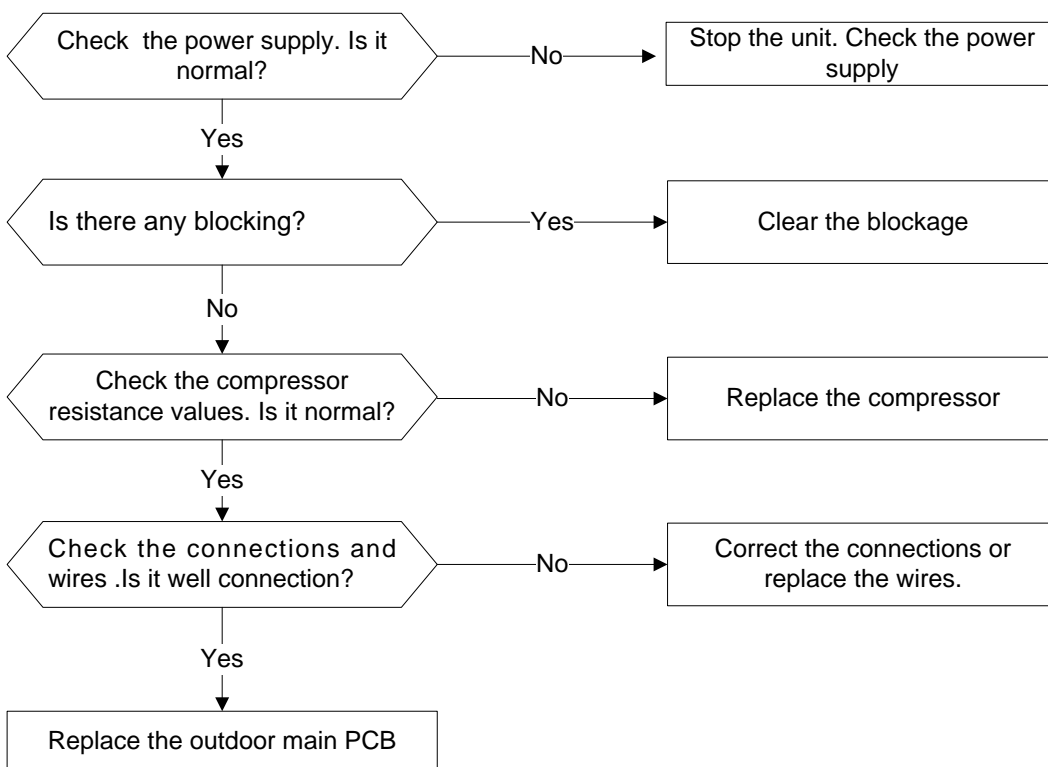 Check the power supply. Is it
normal?
No
Stop the unit. Check the power
supply
Yes
Is there any blocking?
Yes
Clear the blockage
No
Check the compressor
resistance values. Is it normal?
No
Replace the compressor
Yes
Check the connections and
wires .Is it well connection?
No
Correct the connections or
replace the wires.
Yes
Replace the outdoor main PCB